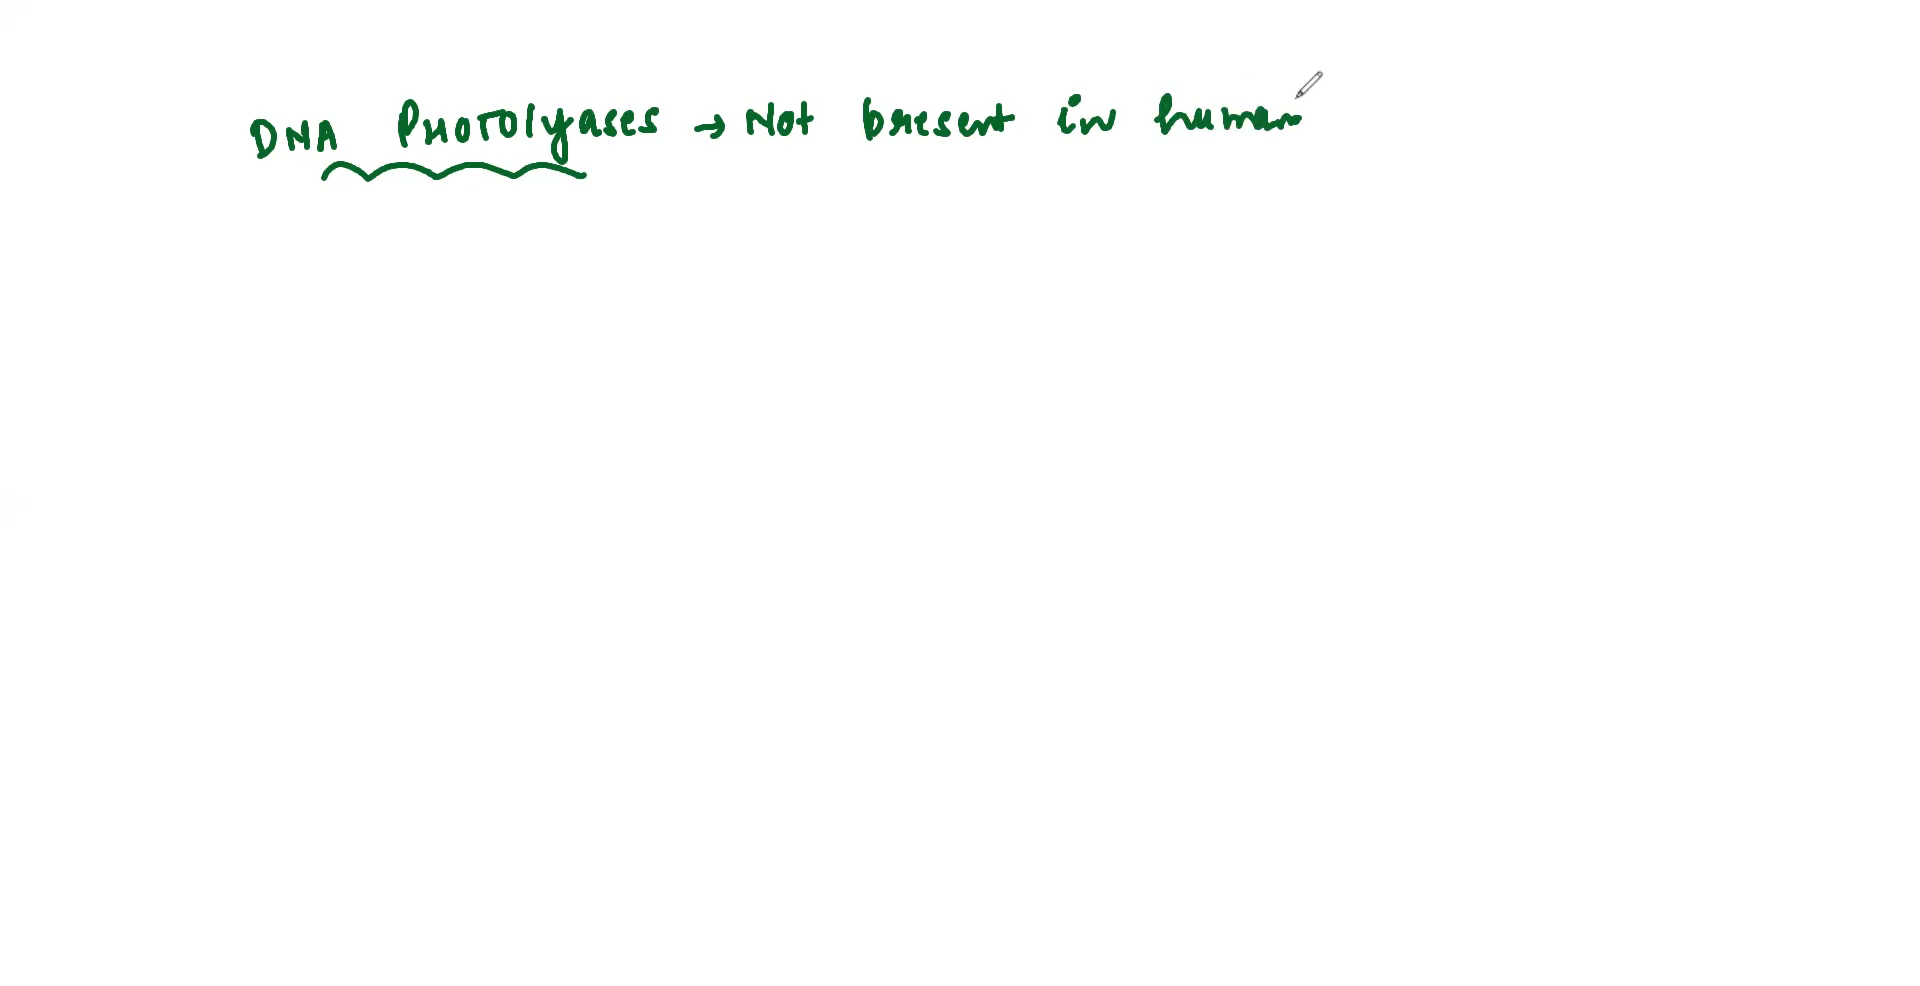 DNA Photolyases → Not present in human